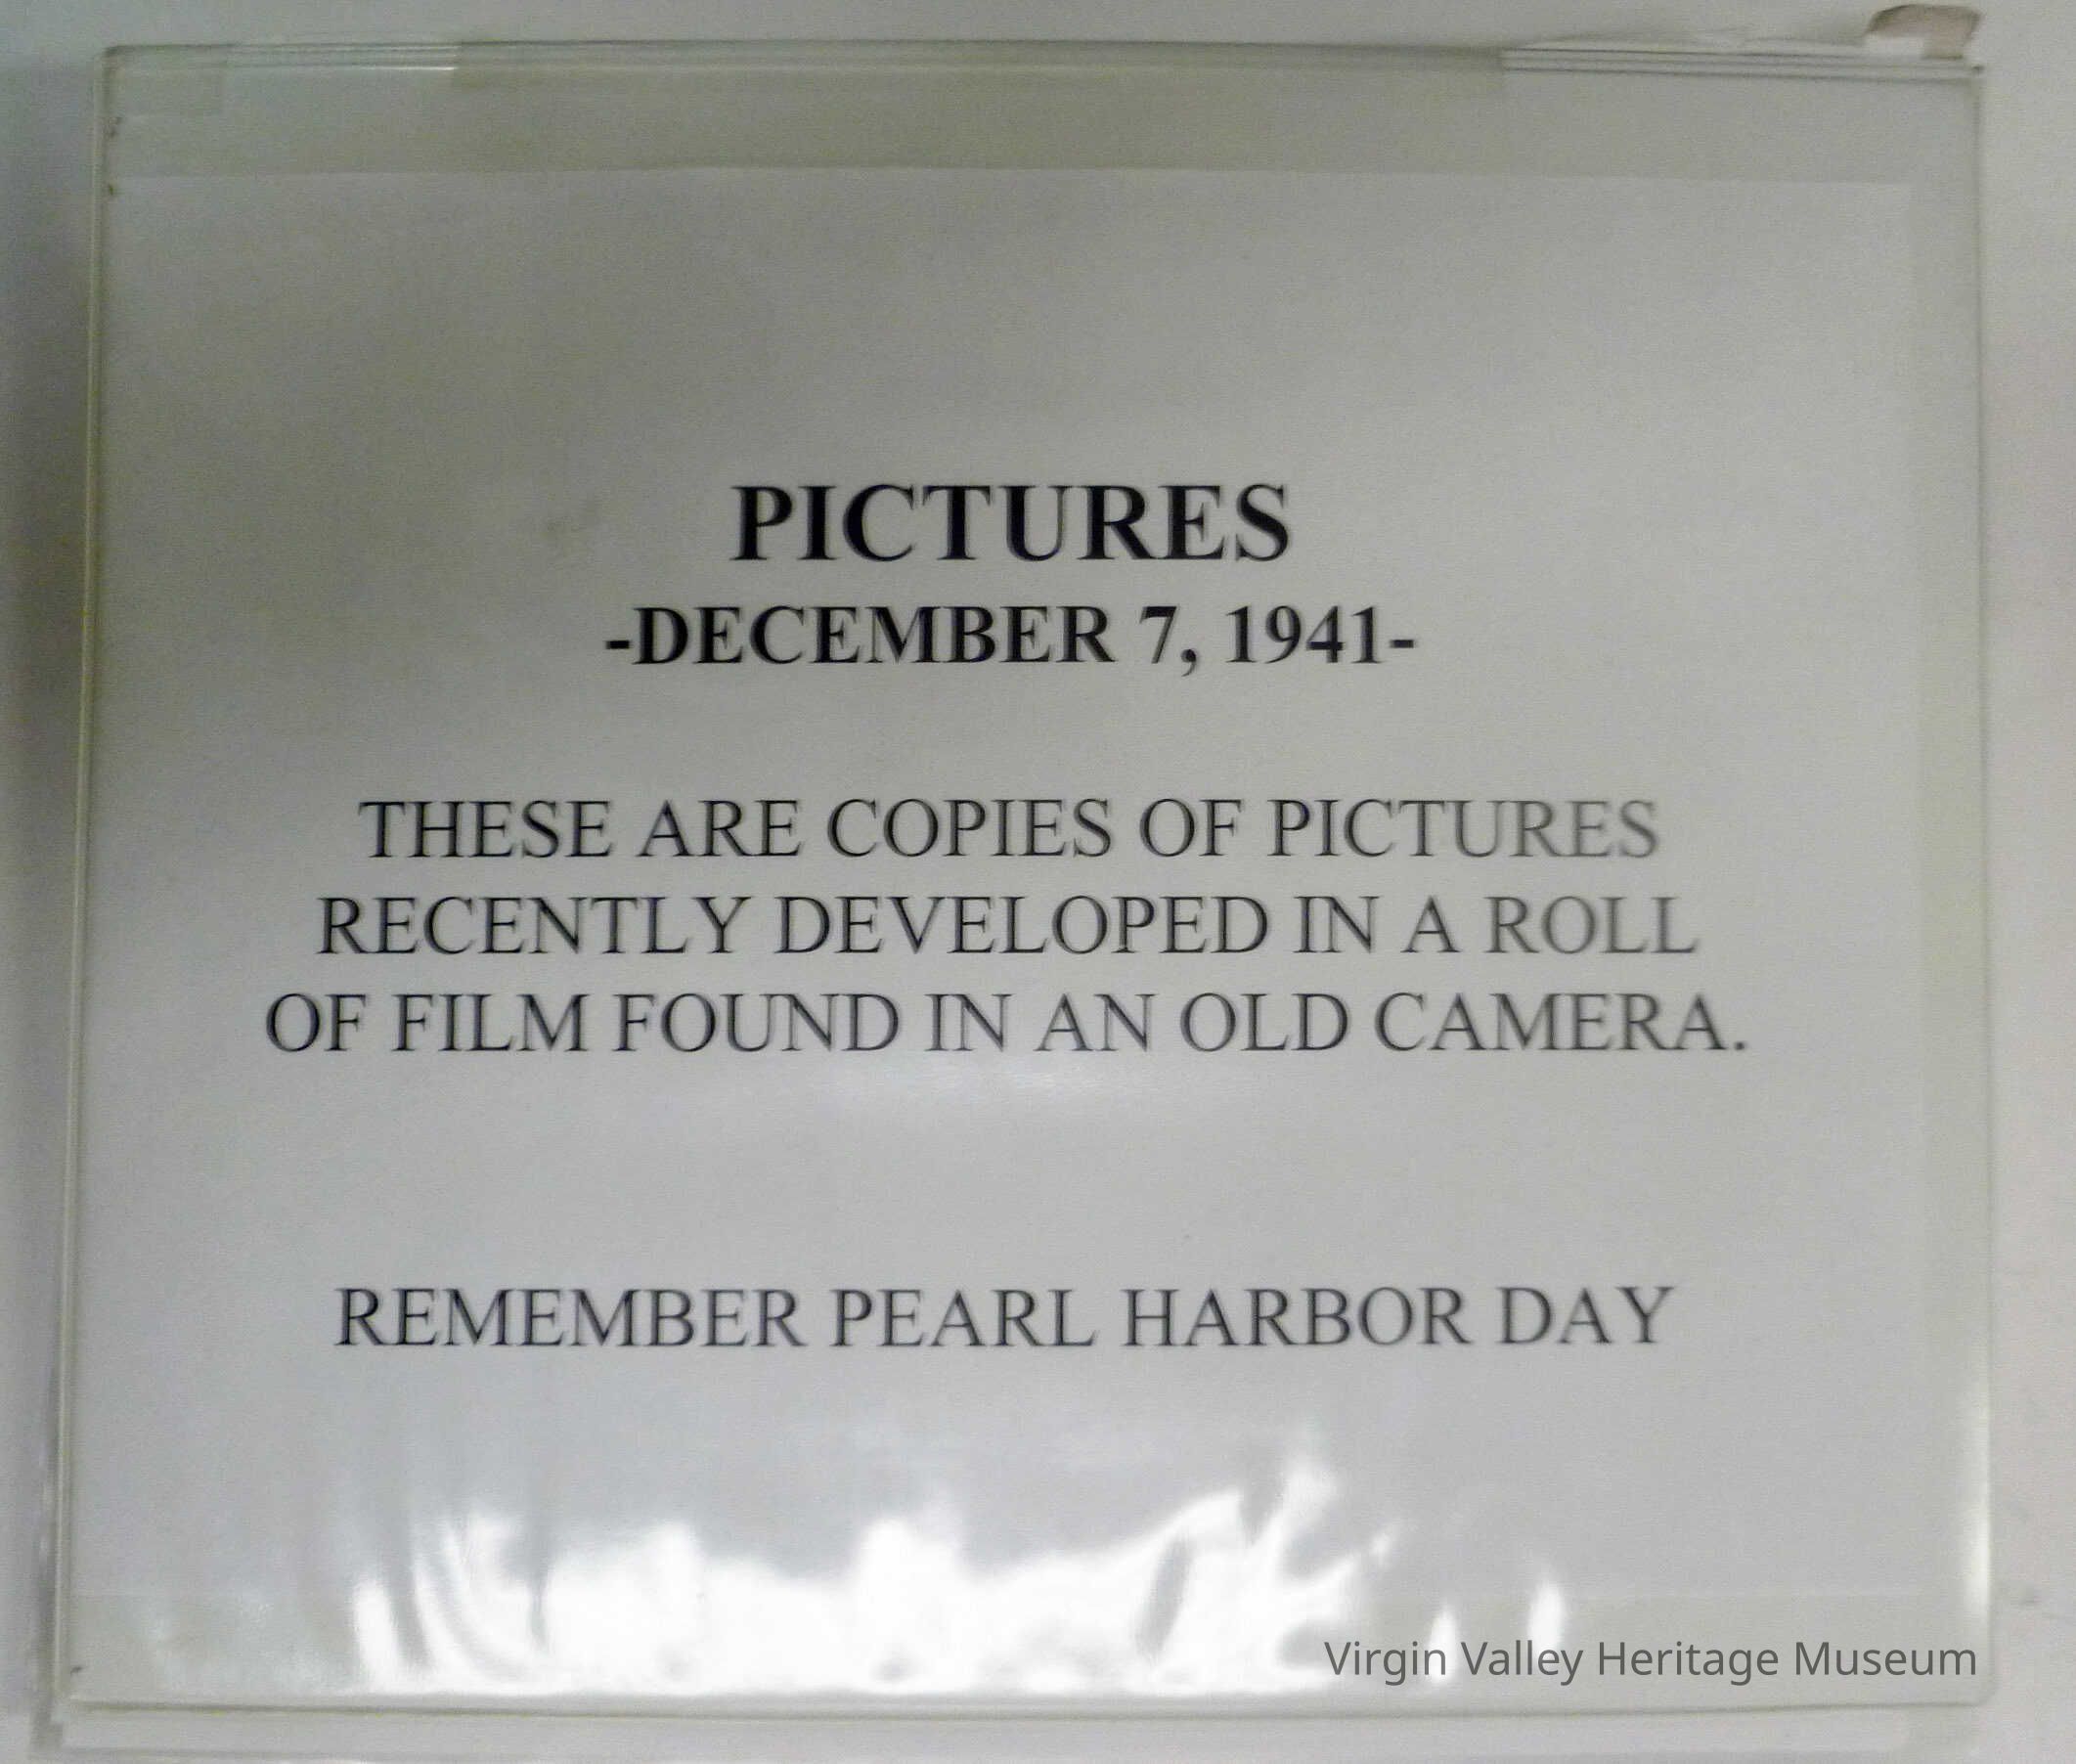 PICTURES
-DECEMBER 7, 1941-
THESE ARE COPIES OF PICTURES
RECENTLY DEVELOPED IN A ROLL
OF FILM FOUND IN AN OLD CAMERA.
REMEMBER PEARL HARBOR DAY
Virgin Valley Heritage Museum